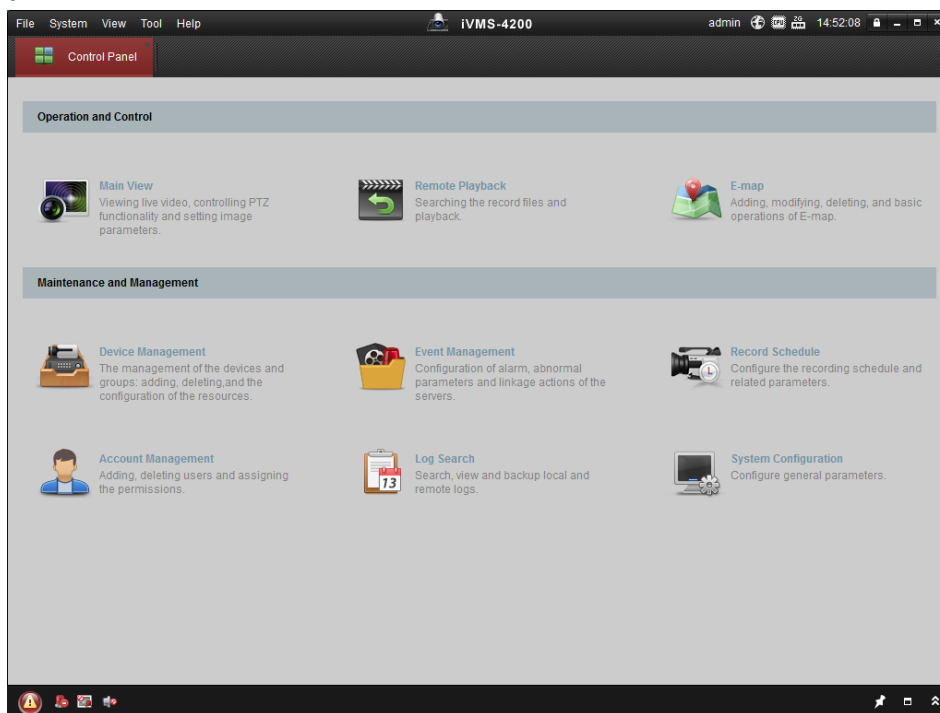 File System View Tool Help
iVMS-4200
admin
CPU
2G
14:52:08
Control Panel
Operation and Control
Main View
Viewing live video, controlling PTZ
functionality and setting image
parameters.
Remote Playback
Searching the record files and
playback.
E-map
Adding, modifying, deleting, and basic
operations of E-map.
Maintenance and Management
Device Management
The management of the devices and
groups: adding, deleting,and the
configuration of the resources.
Event Management
Configuration of alarm, abnormal
parameters and linkage actions of the
servers.
Record Schedule
Configure the recording schedule and
related parameters.
Account Management
Adding, deleting users and assigning
the permissions.
13
Log Search
Search, view and backup local and
remote logs.
System Configuration
Configure general parameters.